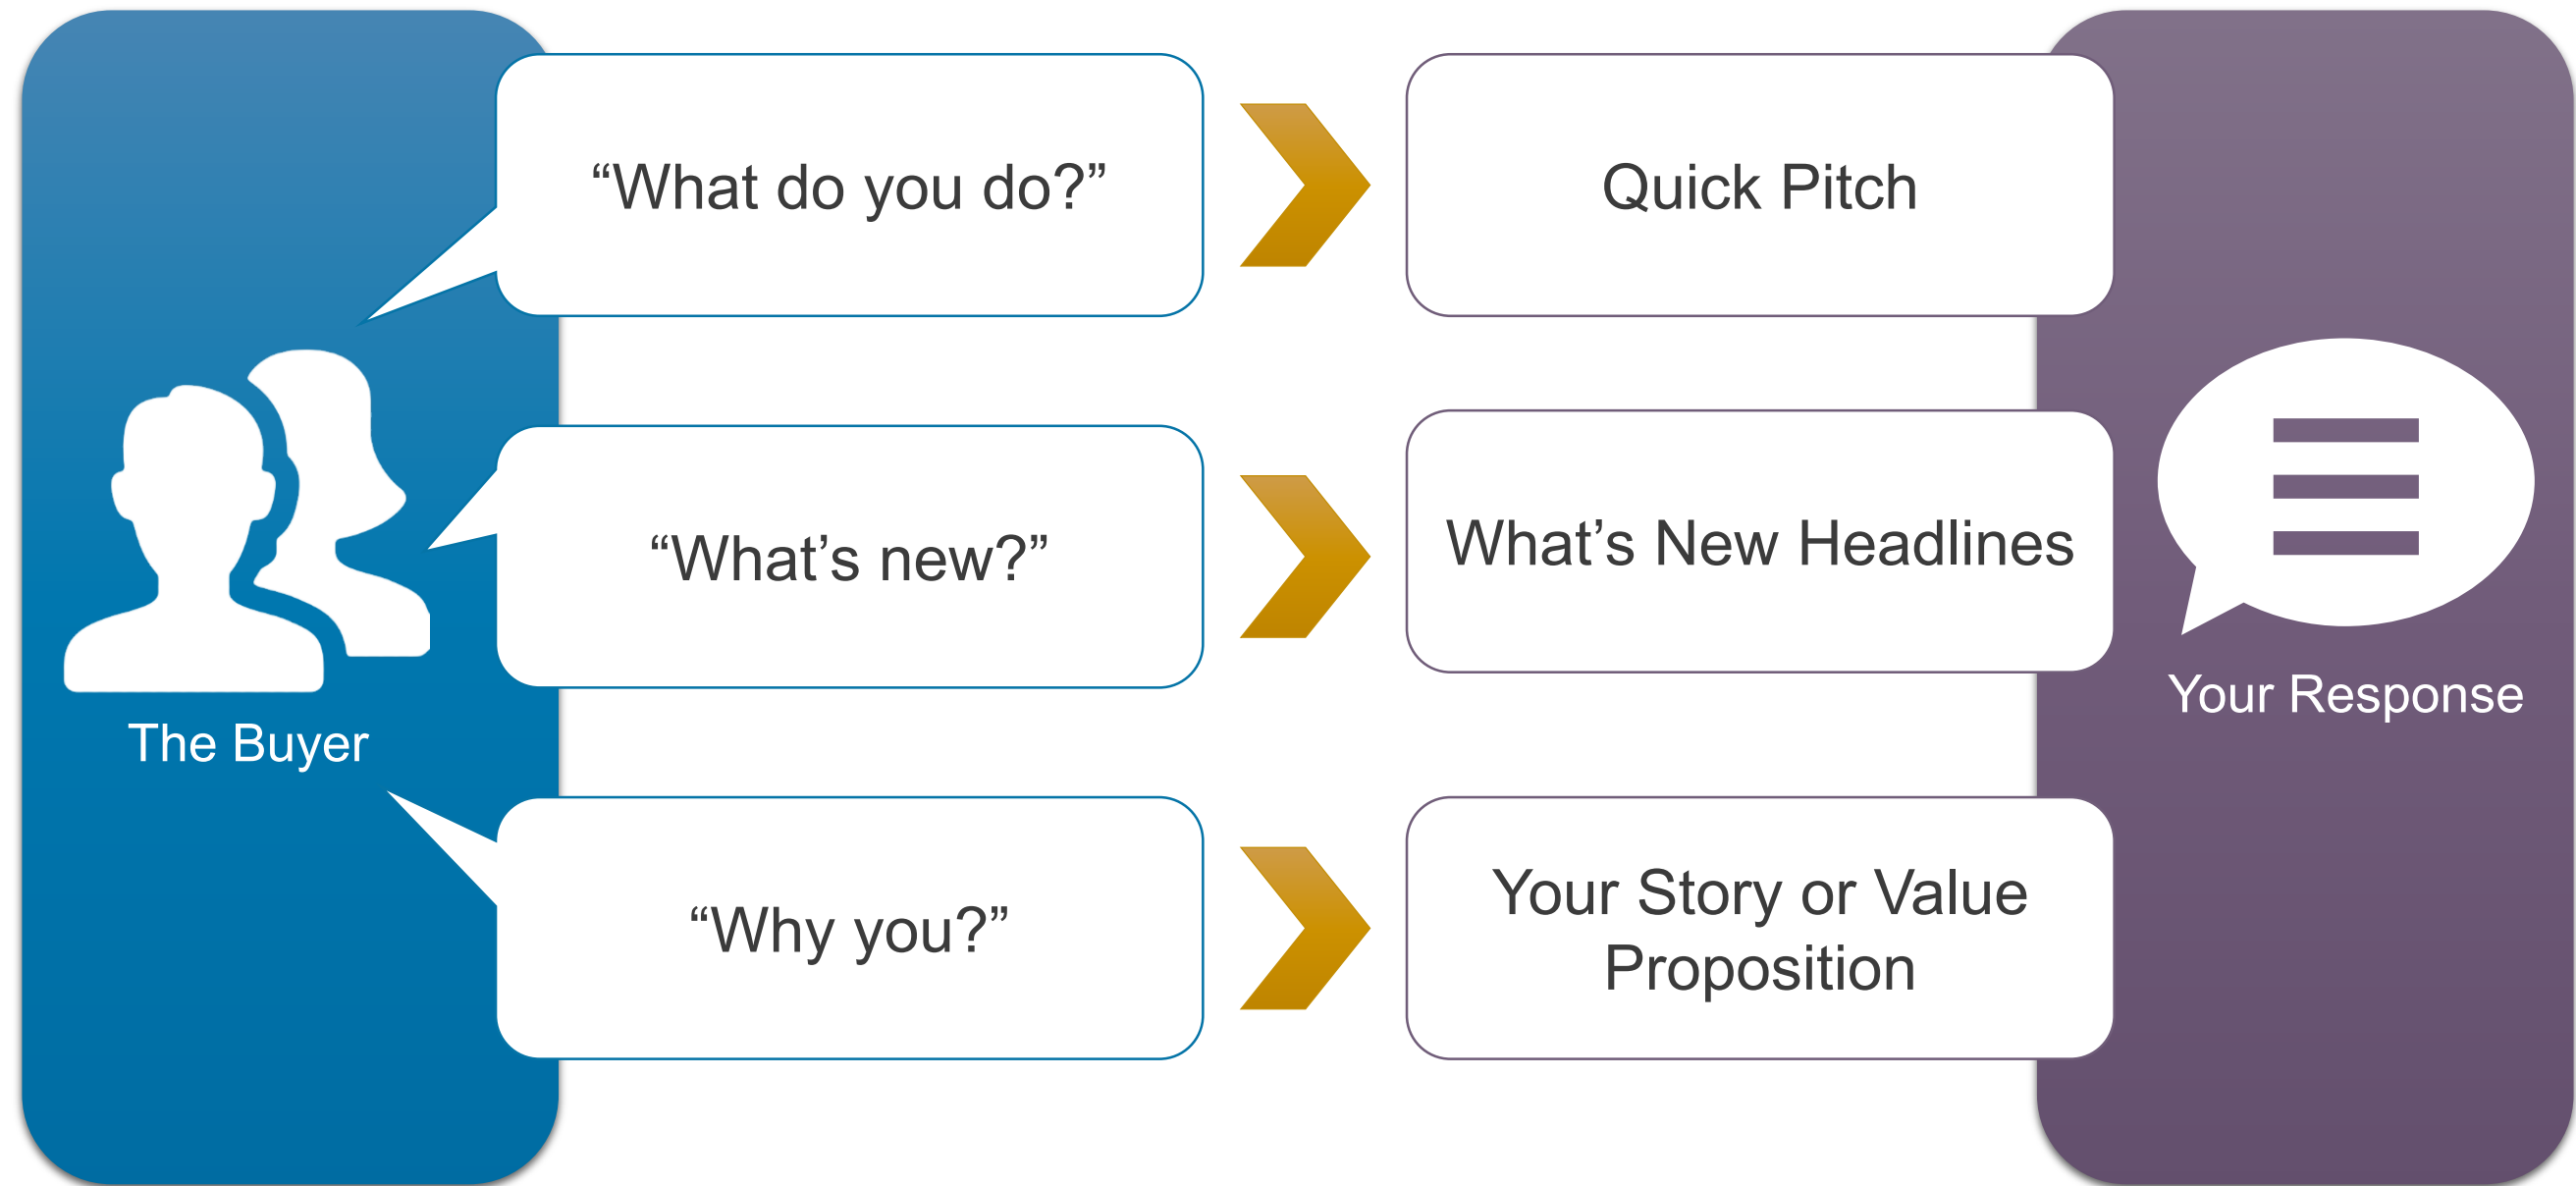 “What do you do?”
Quick Pitch
“What’s new?”
What’s New Headlines
The Buyer
Your Response
“Why you?”
Your Story or Value
Proposition